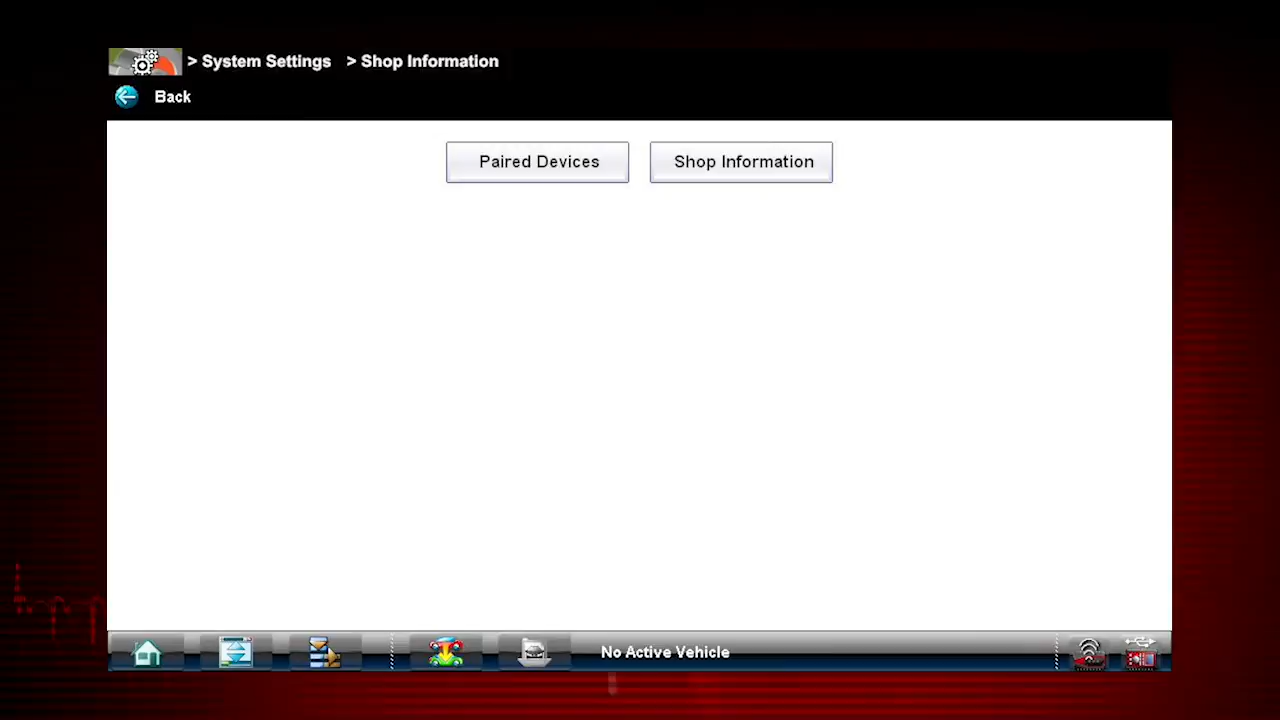 > System Settings > Shop Information
Back
Paired Devices Shop Information
No Active Vehicle